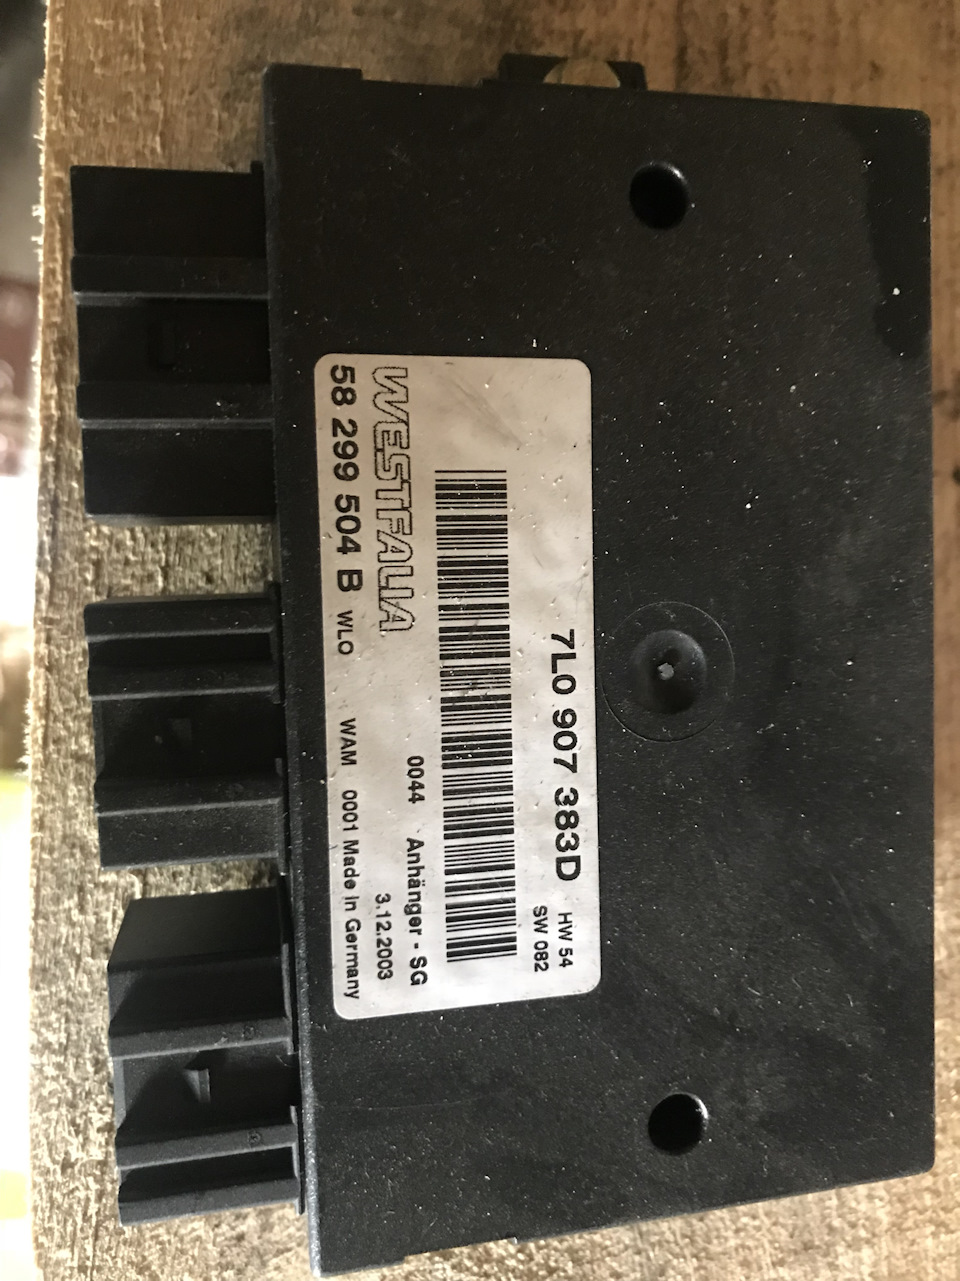 7L0 907 383D
HW 54
SW 082
WESTFALIA
0044 Anhänger - SG
3.12.2003
58 299 504 B WLO WAM 0001 Made in Germany